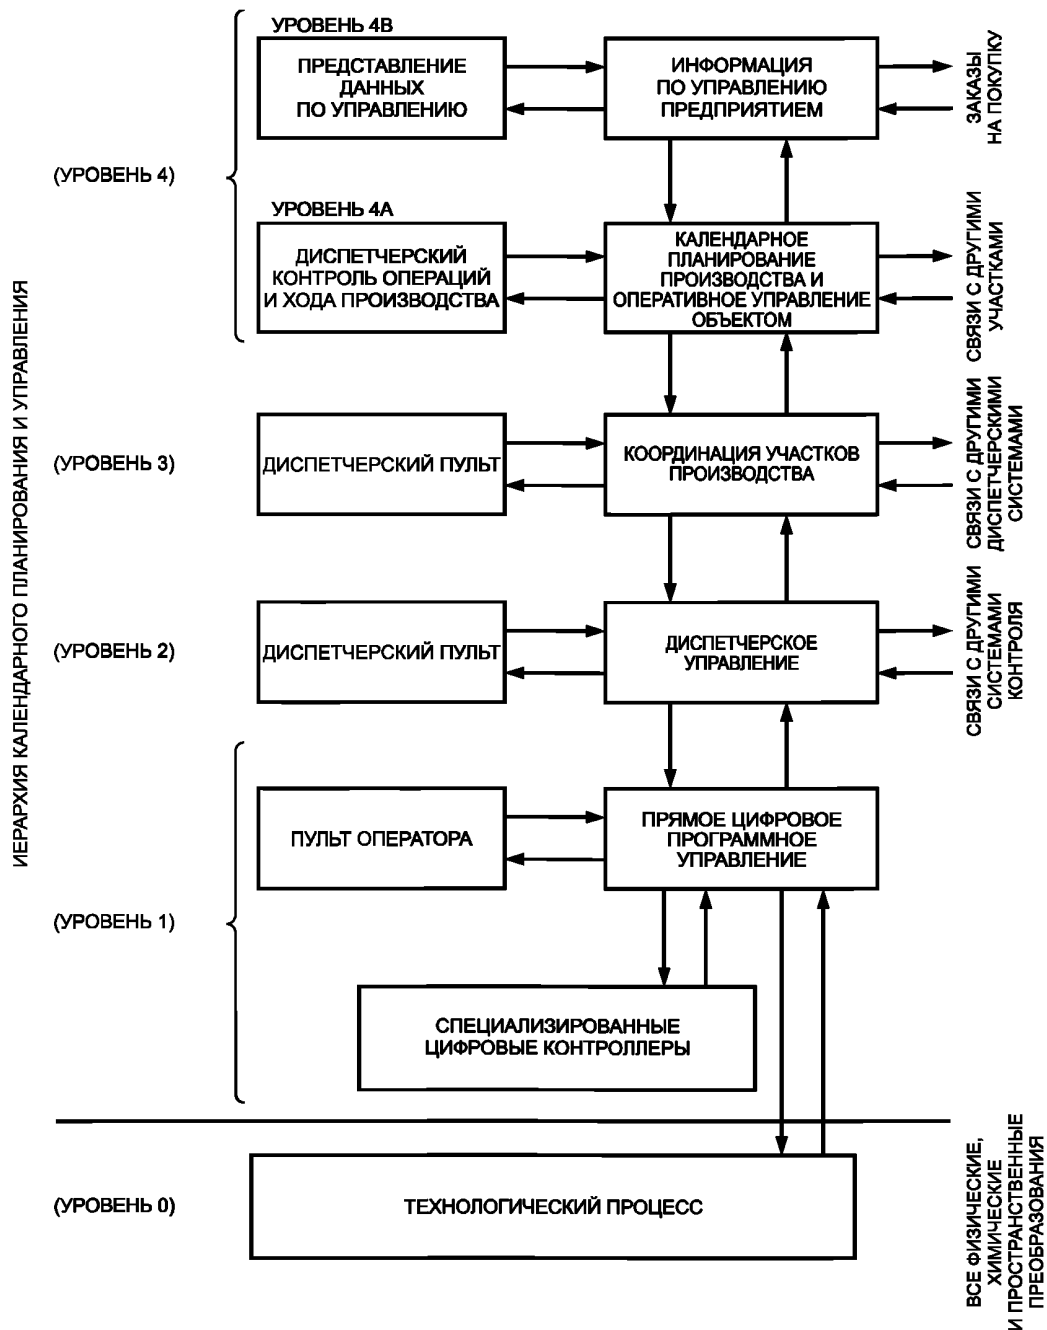 УРОВЕНЬ 4B
ПРЕДСТАВЛЕНИЕ
ДАННЫХ
ПО УПРАВЛЕНИЮ
ИНФОРМАЦИЯ
ПО УПРАВЛЕНИЮ
ПРЕДПРИЯТИЕМ
ЗАКАЗЫ
НА ПОКУПКУ
(УРОВЕНЬ 4)
УРОВЕНЬ 4A
ДИСПЕТЧЕРСКИЙ
КОНТРОЛЬ ОПЕРАЦИЙ
И ХОДА ПРОИЗВОДСТВА
КАЛЕНДАРНОЕ
ПЛАНИРОВАНИЕ
ПРОИЗВОДСТВА И
ОПЕРАТИВНОЕ УПРАВЛЕНИЕ
ОБЪЕКТОМ
СВЯЗИ С ДРУГИМИ
УЧАСТКАМИ
ИЕРАРХИЯ КАЛЕНДАРНОГО ПЛАНИРОВАНИЯ И УПРАВЛЕНИЯ
(УРОВЕНЬ 3)
ДИСПЕТЧЕРСКИЙ ПУЛЬТ
КООРДИНАЦИЯ УЧАСТКОВ
ПРОИЗВОДСТВА
СВЯЗИ С ДРУГИМИ
ДИСПЕТЧЕРСКИМИ
СИСТЕМАМИ
(УРОВЕНЬ 2)
ДИСПЕТЧЕРСКИЙ ПУЛЬТ
ДИСПЕТЧЕРСКОЕ
УПРАВЛЕНИЕ
СВЯЗИ С ДРУГИМИ
СИСТЕМАМИ
КОНТРОЛЯ
(УРОВЕНЬ 1)
ПУЛЬТ ОПЕРАТОРА
ПРЯМОЕ ЦИФРОВОЕ
ПРОГРАММНОЕ
УПРАВЛЕНИЕ
СПЕЦИАЛИЗИРОВАННЫЕ
ЦИФРОВЫЕ КОНТРОЛЛЕРЫ
(УРОВЕНЬ 0)
ТЕХНОЛОГИЧЕСКИЙ ПРОЦЕСС
ВСЕ ФИЗИЧЕСКИЕ,
ХИМИЧЕСКИЕ
И ПРОСТРАНСТВЕННЫЕ
ПРЕОБРАЗОВАНИЯ